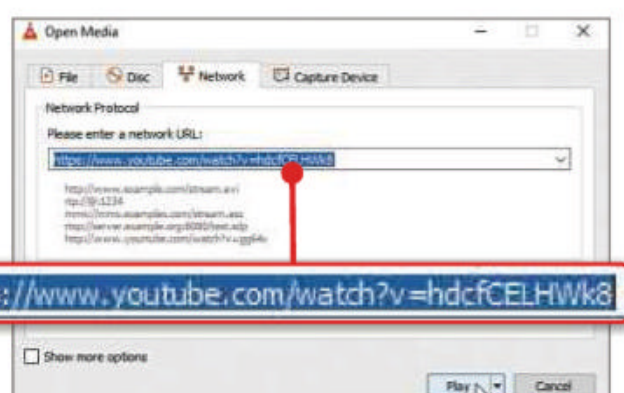 Open Media
File Disc Network Capture Device
Network Protocol
Please enter a network URL:
https://www.youtube.com/watch?v=hdcfCELHWk8
http://www.example.com/stream.avi
rtp://@:1234
mms://mms.examples.com/stream.asx
rtsp://server.example.org:8080/test.sdp
http://www.yourtube.com/watch?v=gg64x
://www.youtube.com/watch?v=hdcfCELHWk8
Show more options
Play Cancel